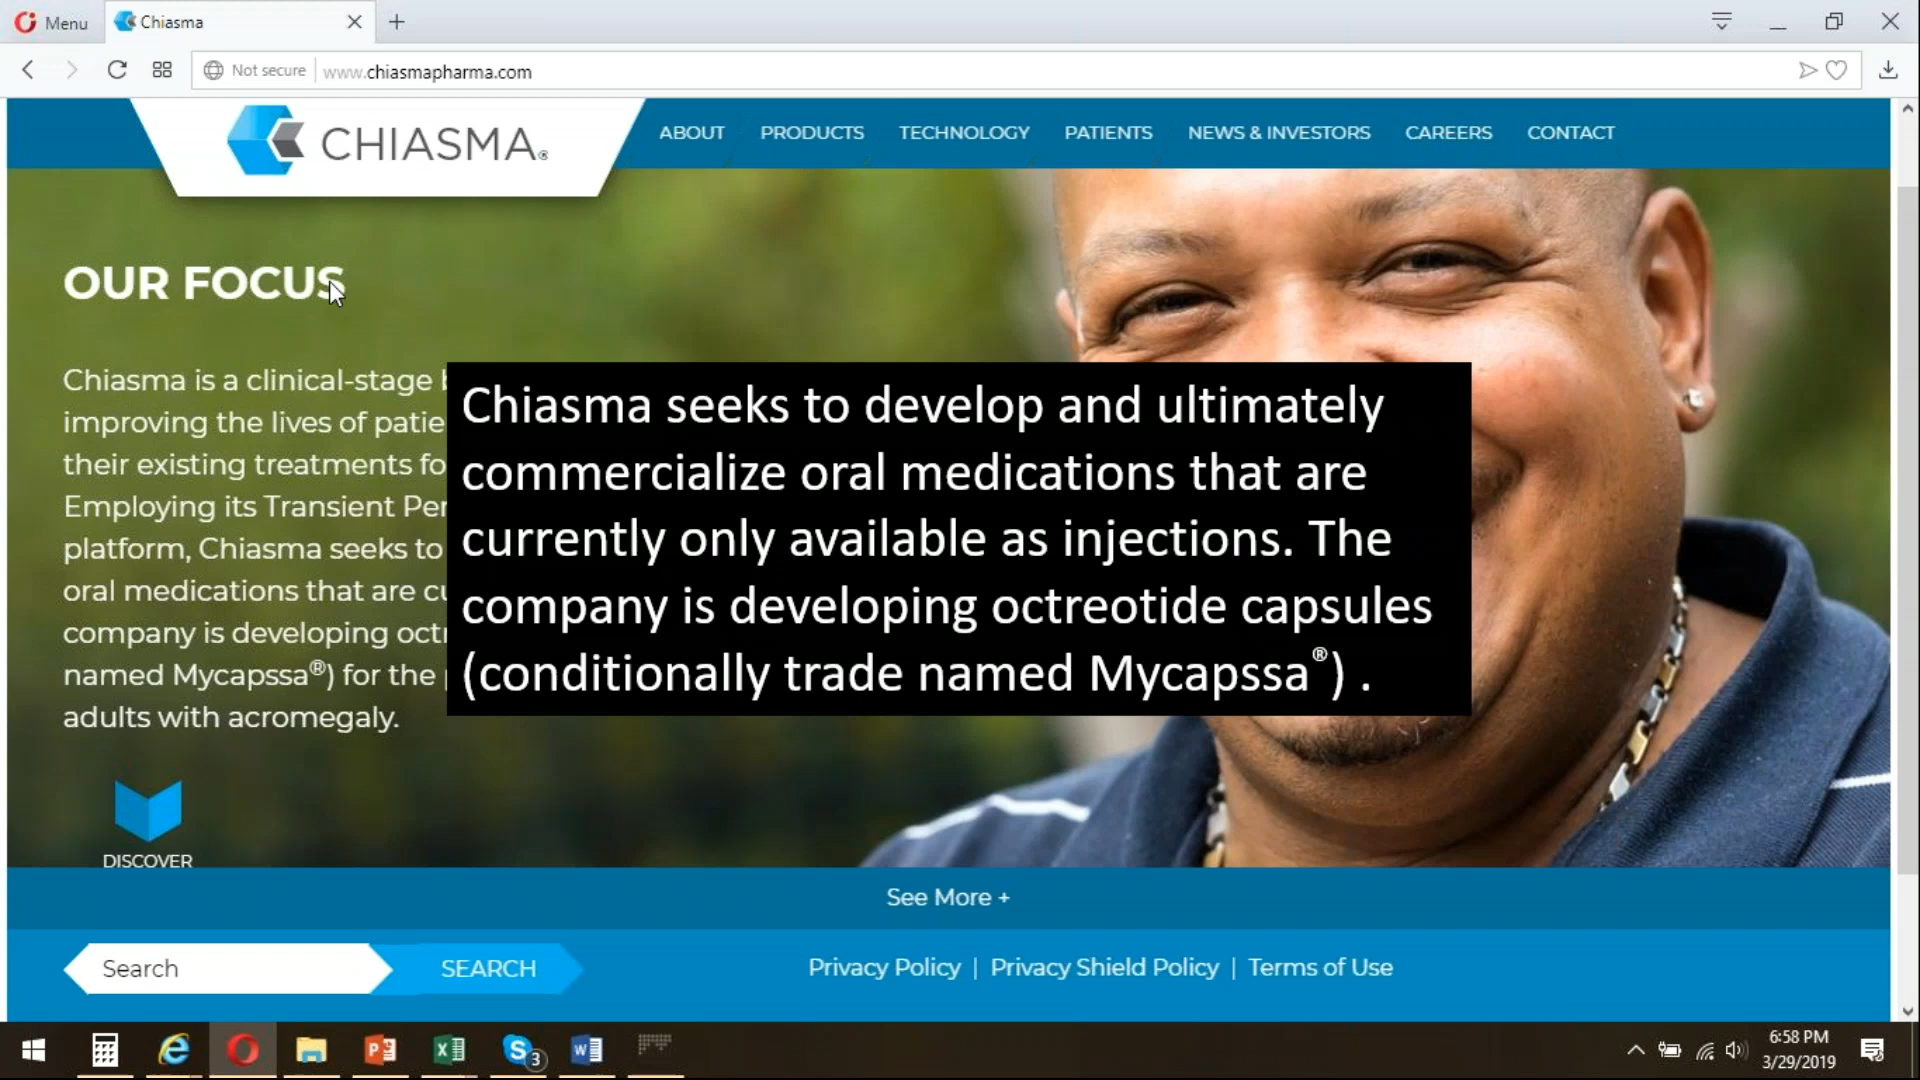 Menu
Chiasma
Not secure
www.chiasmapharma.com
CHIASMA®
ABOUT
PRODUCTS
TECHNOLOGY
PATIENTS
NEWS & INVESTORS
CAREERS
CONTACT
OUR FOCUS
Chiasma is a clinical-stage
improving the lives of
their existing treatments
Employing its Transient
platform, Chiasma seeks to
oral medications that are
company is developing
named Mycapssa®) for the
adults with acromegaly.
Chiasma seeks to develop and ultimately
commercialize oral medications that are
currently only available as injections. The
company is developing octreotide capsules
(conditionally trade named Mycapssa®) .
DISCOVER
See More +
Search
SEARCH
Privacy Policy | Privacy Shield Policy | Terms of Use
3
6:58 PM
3/29/2019